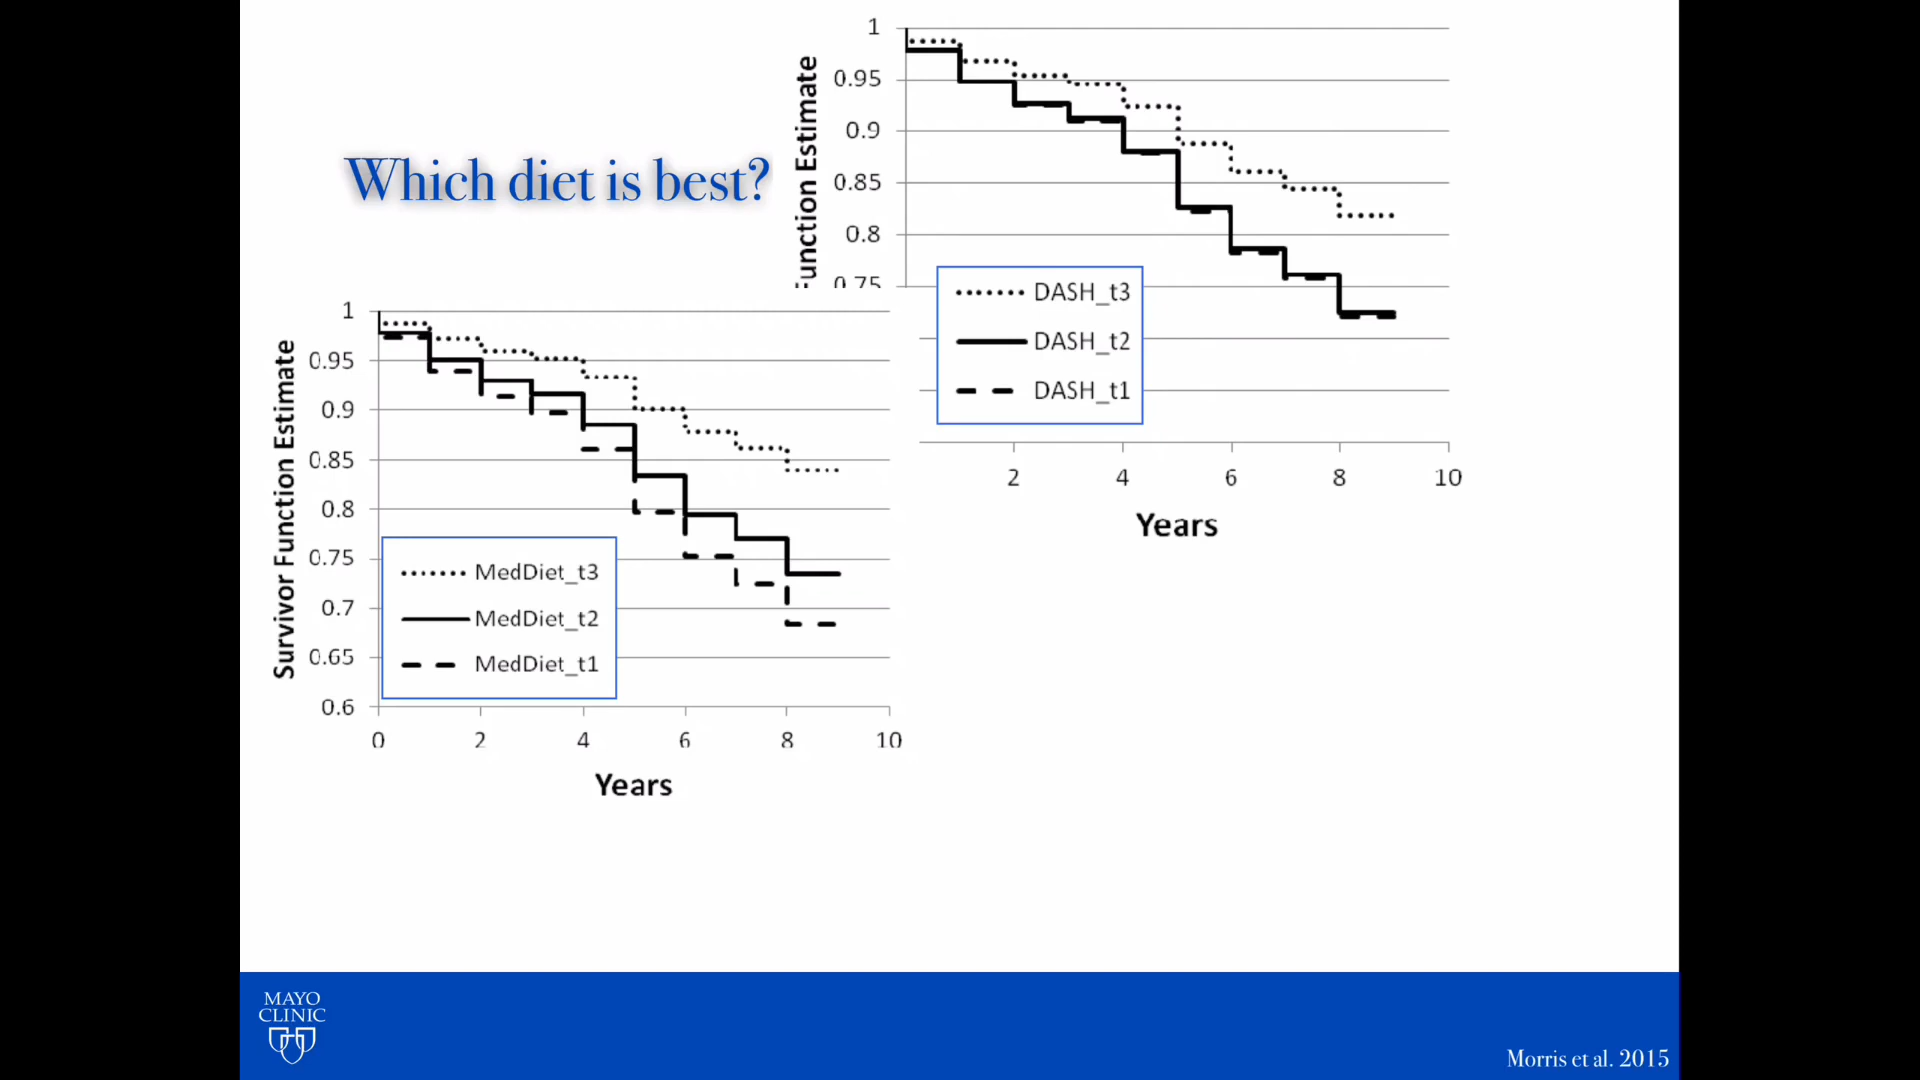 Which diet is best?
Function Estimate
1
0.95
0.9
0.85
0.8
0.75
DASH_t3
DASH_t2
DASH_t1
2 4 6 8 10
Years
Survivor Function Estimate
1
0.95
0.9
0.85
0.8
0.75
0.7
0.65
0.6
MedDiet_t3
MedDiet_t2
MedDiet_t1
0 2 4 6 8 10
Years
MAYO
CLINIC
Morris et al. 2015